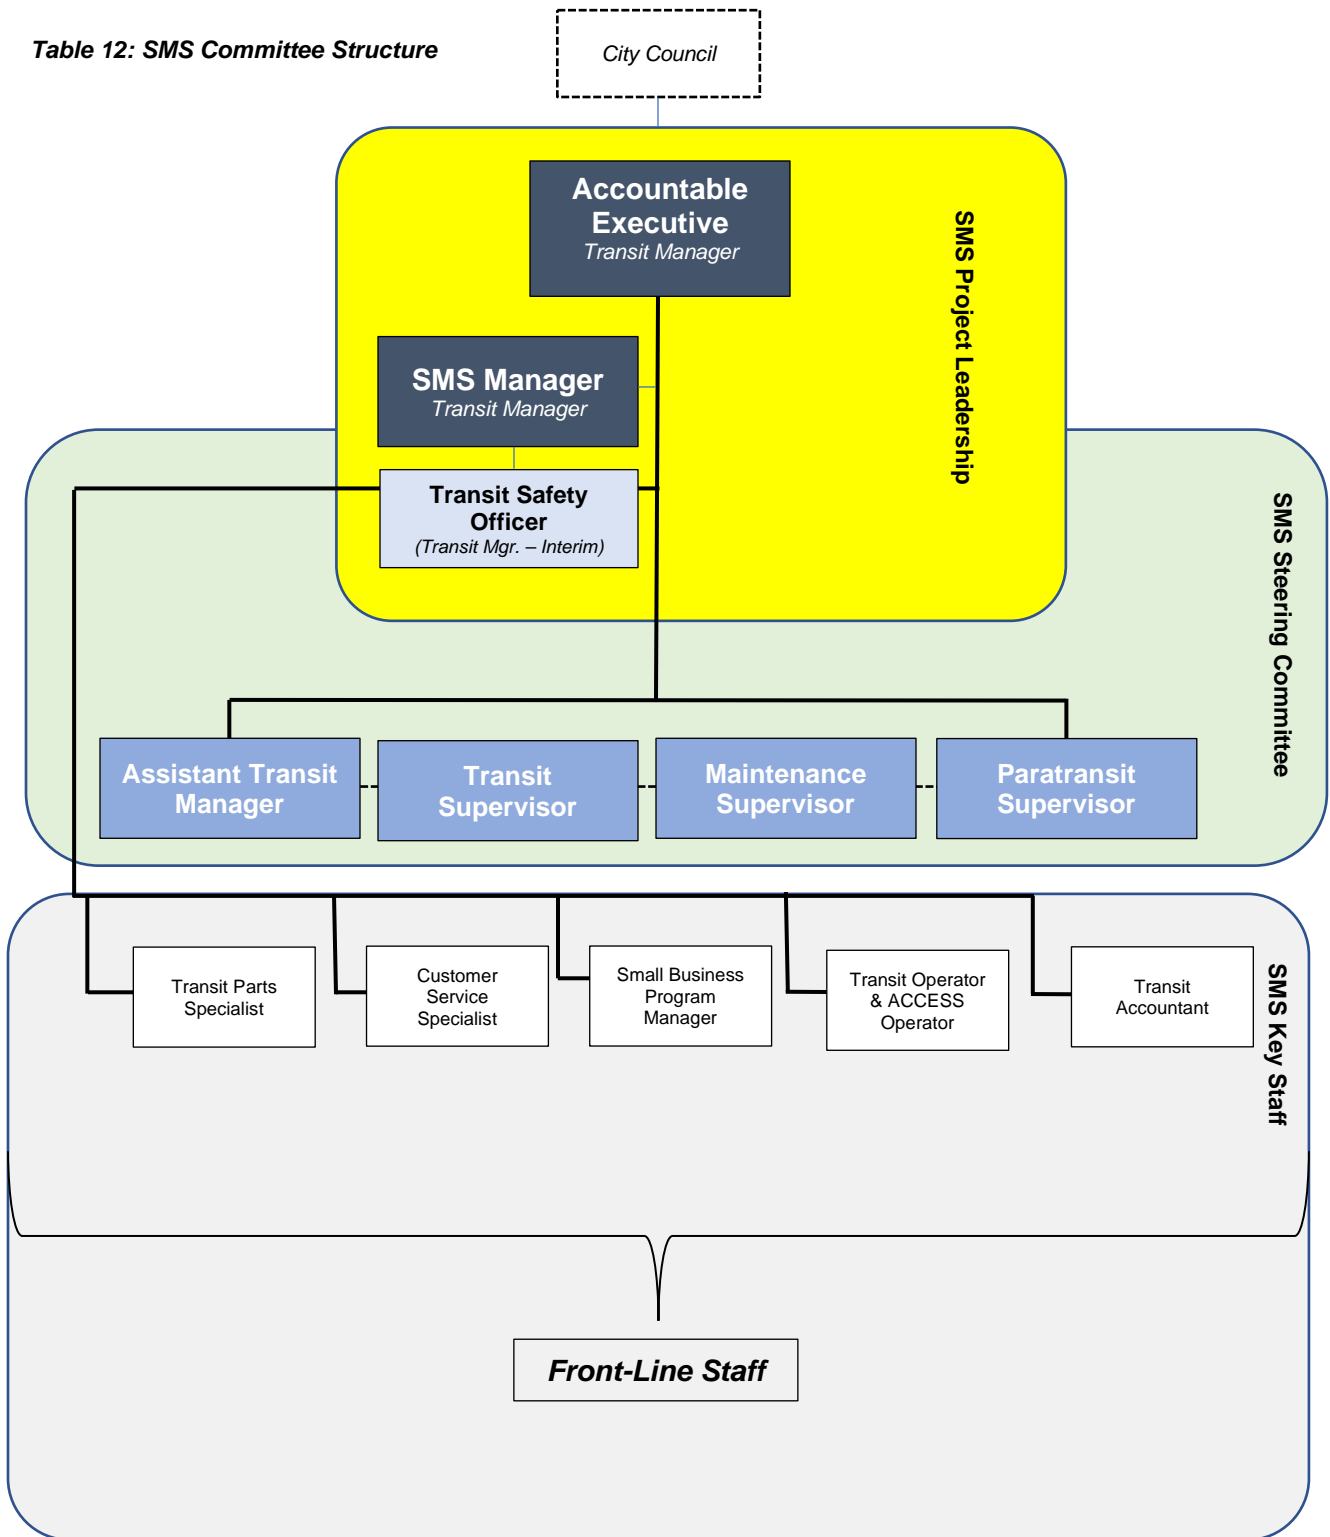 Table 12: SMS Committee Structure
City Council
Accountable
Executive
Transit Manager
SMS Project Leadership
SMS Manager
Transit Manager
Transit Safety
Officer
(Transit Mgr. – Interim)
SMS Steering Committee
Assistant Transit
Manager
Transit
Supervisor
Maintenance
Supervisor
Paratransit
Supervisor
Transit Parts
Specialist
Customer
Service
Specialist
Small Business
Program
Manager
Transit Operator
& ACCESS
Operator
Transit
Accountant
SMS Key Staff
Front-Line Staff